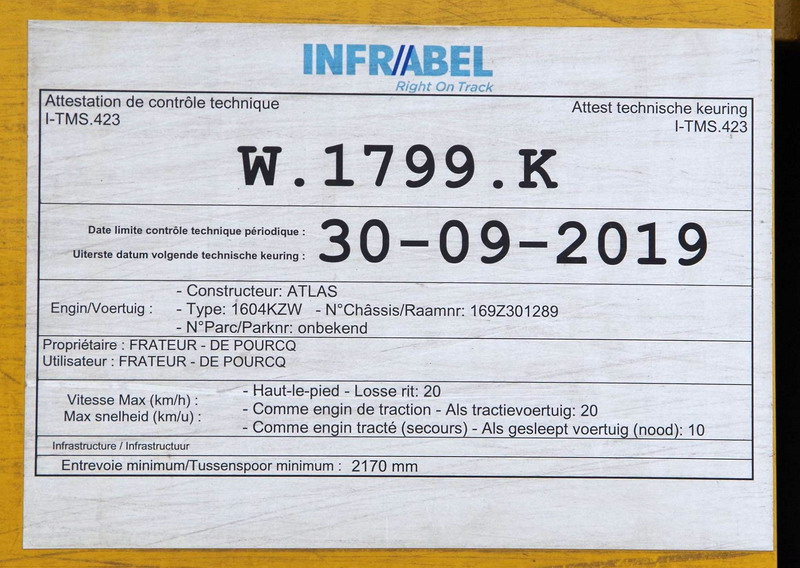 INFRABEL
Right On Track
Attestation de contrôle technique
I-TMS.423
Attest technische keuring
I-TMS.423
W.1799.K
Date limite contrôle technique périodique :
Uiterste datum volgende technische keuring :
30-09-2019
Engin/Voertuig :
- Constructeur: ATLAS
- Type: 1604KZW - N°Châssis/Raamnr: 169Z301289
- N°Parc/Parknr: onbekend
Propriétaire : FRATEUR - DE POURCQ
Utilisateur : FRATEUR - DE POURCQ
Vitesse Max (km/h) :
Max snelheid (km/u) :
- Haut-le-pied - Losse rit: 20
- Comme engin de traction - Als tractievoertuig: 20
- Comme engin tracté (secours) - Als gesleept voertuig (nood): 10
Infrastructure / Infrastructuur
Entrevoie minimum/Tussenspoor minimum : 2170 mm